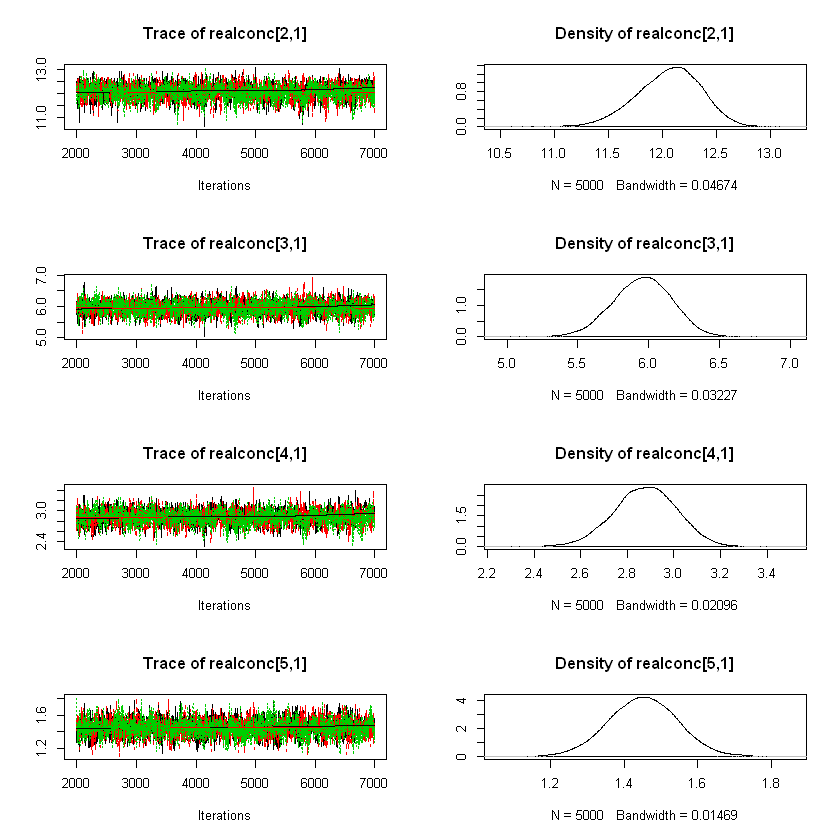 Trace of realconc[2,1]
11.0 13.0
2000 3000 4000 5000 6000 7000
Iterations
Density of realconc[2,1]
0.0 0.8
10.5 11.0 11.5 12.0 12.5 13.0
N = 5000 Bandwidth = 0.04674
Trace of realconc[3,1]
5.0 6.0 7.0
2000 3000 4000 5000 6000 7000
Iterations
Density of realconc[3,1]
0.0 1.0
5.0 5.5 6.0 6.5 7.0
N = 5000 Bandwidth = 0.03227
Trace of realconc[4,1]
2.4 3.0
2000 3000 4000 5000 6000 7000
Iterations
Density of realconc[4,1]
0.0 1.5
2.2 2.4 2.6 2.8 3.0 3.2 3.4
N = 5000 Bandwidth = 0.02096
Trace of realconc[5,1]
1.2 1.6
2000 3000 4000 5000 6000 7000
Iterations
Density of realconc[5,1]
0 2 4
1.2 1.4 1.6 1.8
N = 5000 Bandwidth = 0.01469